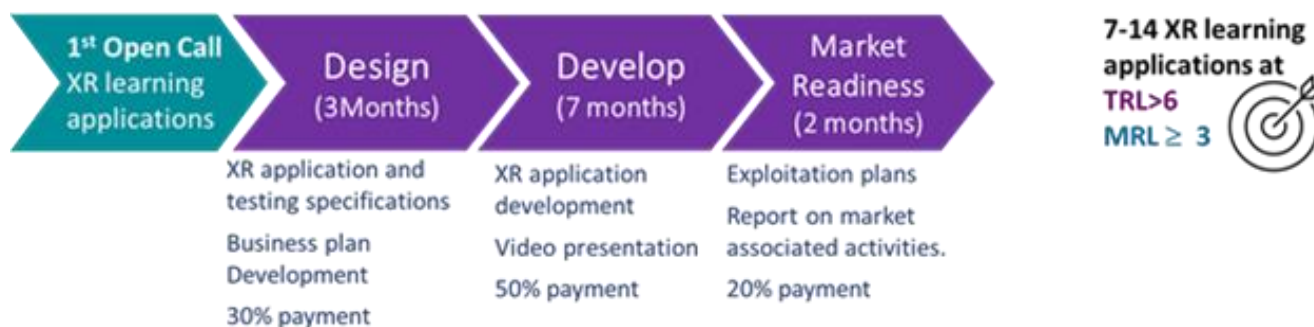 1st Open Call
XR learning
applications
Design
(3Months)
Develop
(7 months)
Market
Readiness
(2 months)
XR application and
testing specifications
Business plan
Development
30% payment
XR application
development
Video presentation
50% payment
Exploitation plans
Report on market
associated activities.
20% payment
7-14 XR learning
applications at
TRL>6
MRL ≥ 3